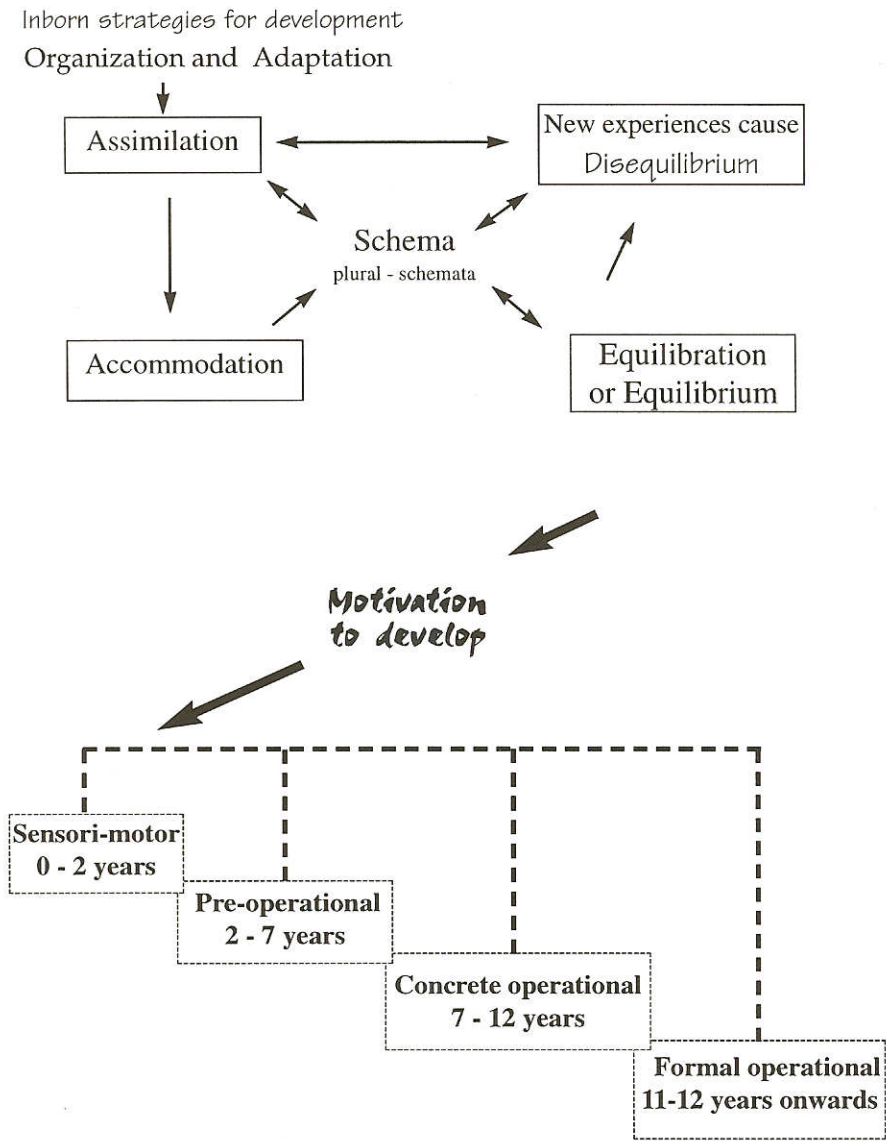 Inborn strategies for development
Organization and Adaptation
Assimilation
New experiences cause
Disequilibrium
Schema
plural - schemata
Accommodation
Equilibration
or Equilibrium
Motivation
to develop
Sensori-motor
0 - 2 years
Pre-operational
2 - 7 years
Concrete operational
7 - 12 years
Formal operational
11-12 years onwards